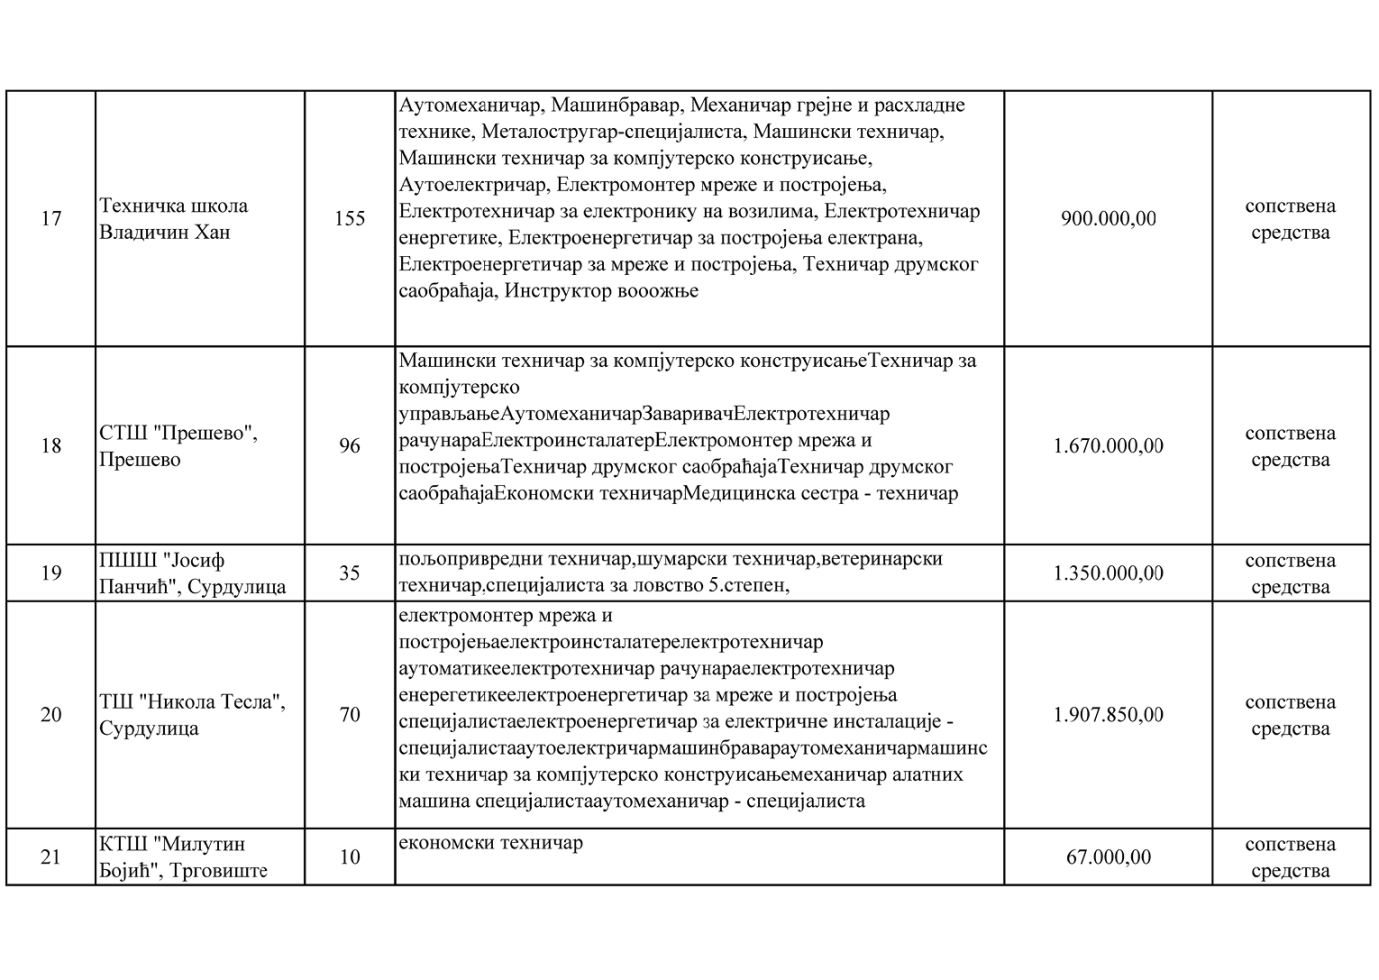 17
Техничка школа
Владичин Хан
155
Аутомеханичар, Машинбравар, Механичар грејне и расхладне
технике, Металостругар-специјалиста, Машински техничар,
Машински техничар за компјутерско конструисање,
Аутоелектричар, Електромонтер мреже и постројења,
Електротехничар за електронику на возилима, Електротехничар
енергетике, Електроенергетичар за постројења електрана,
Електроенергетичар за мреже и постројења, Техничар друмског
саобраћаја, Инструктор вооожње
900.000,00
сопствена
средства
18
СТШ "Прешево",
Прешево
96
Машински техничар за компјутерско конструисањеТехничар за
компјутерско
управљањеАутомеханичарЗаваривачЕлектротехничар
рачунараЕлектроинсталатерЕлектромонтер мрежа и
постројењаТехничар друмског саобраћајаТехничар друмског
саобраћајаЕкономски техничарМедицинска сестра - техничар
1.670.000,00
сопствена
средства
19
ПШШ "Јосиф
Панчић", Сурдулица
35
пољопривредни техничар,шумарски техничар,ветеринарски
техничар,специјалиста за ловство 5.степен,
1.350.000,00
сопствена
средства
20
ТШ "Никола Тесла",
Сурдулица
70
електромонтер мрежа и
постројењаелектроинсталатерелектротехничар
аутоматикеелектротехничар рачунараелектротехничар
енерегетикеелектроенергетичар за мреже и постројења
специјалистаелектроенергетичар за електричне инсталације -
специјалистааутоелектричармашинбравараутомеханичармашинс
ки техничар за компјутерско конструисањемеханичар алатних
машина специјалистааутомеханичар - специјалиста
1.907.850,00
сопствена
средства
21
КТШ "Милутин
Бојић", Трговиште
10
економски техничар
67.000,00
сопствена
средства